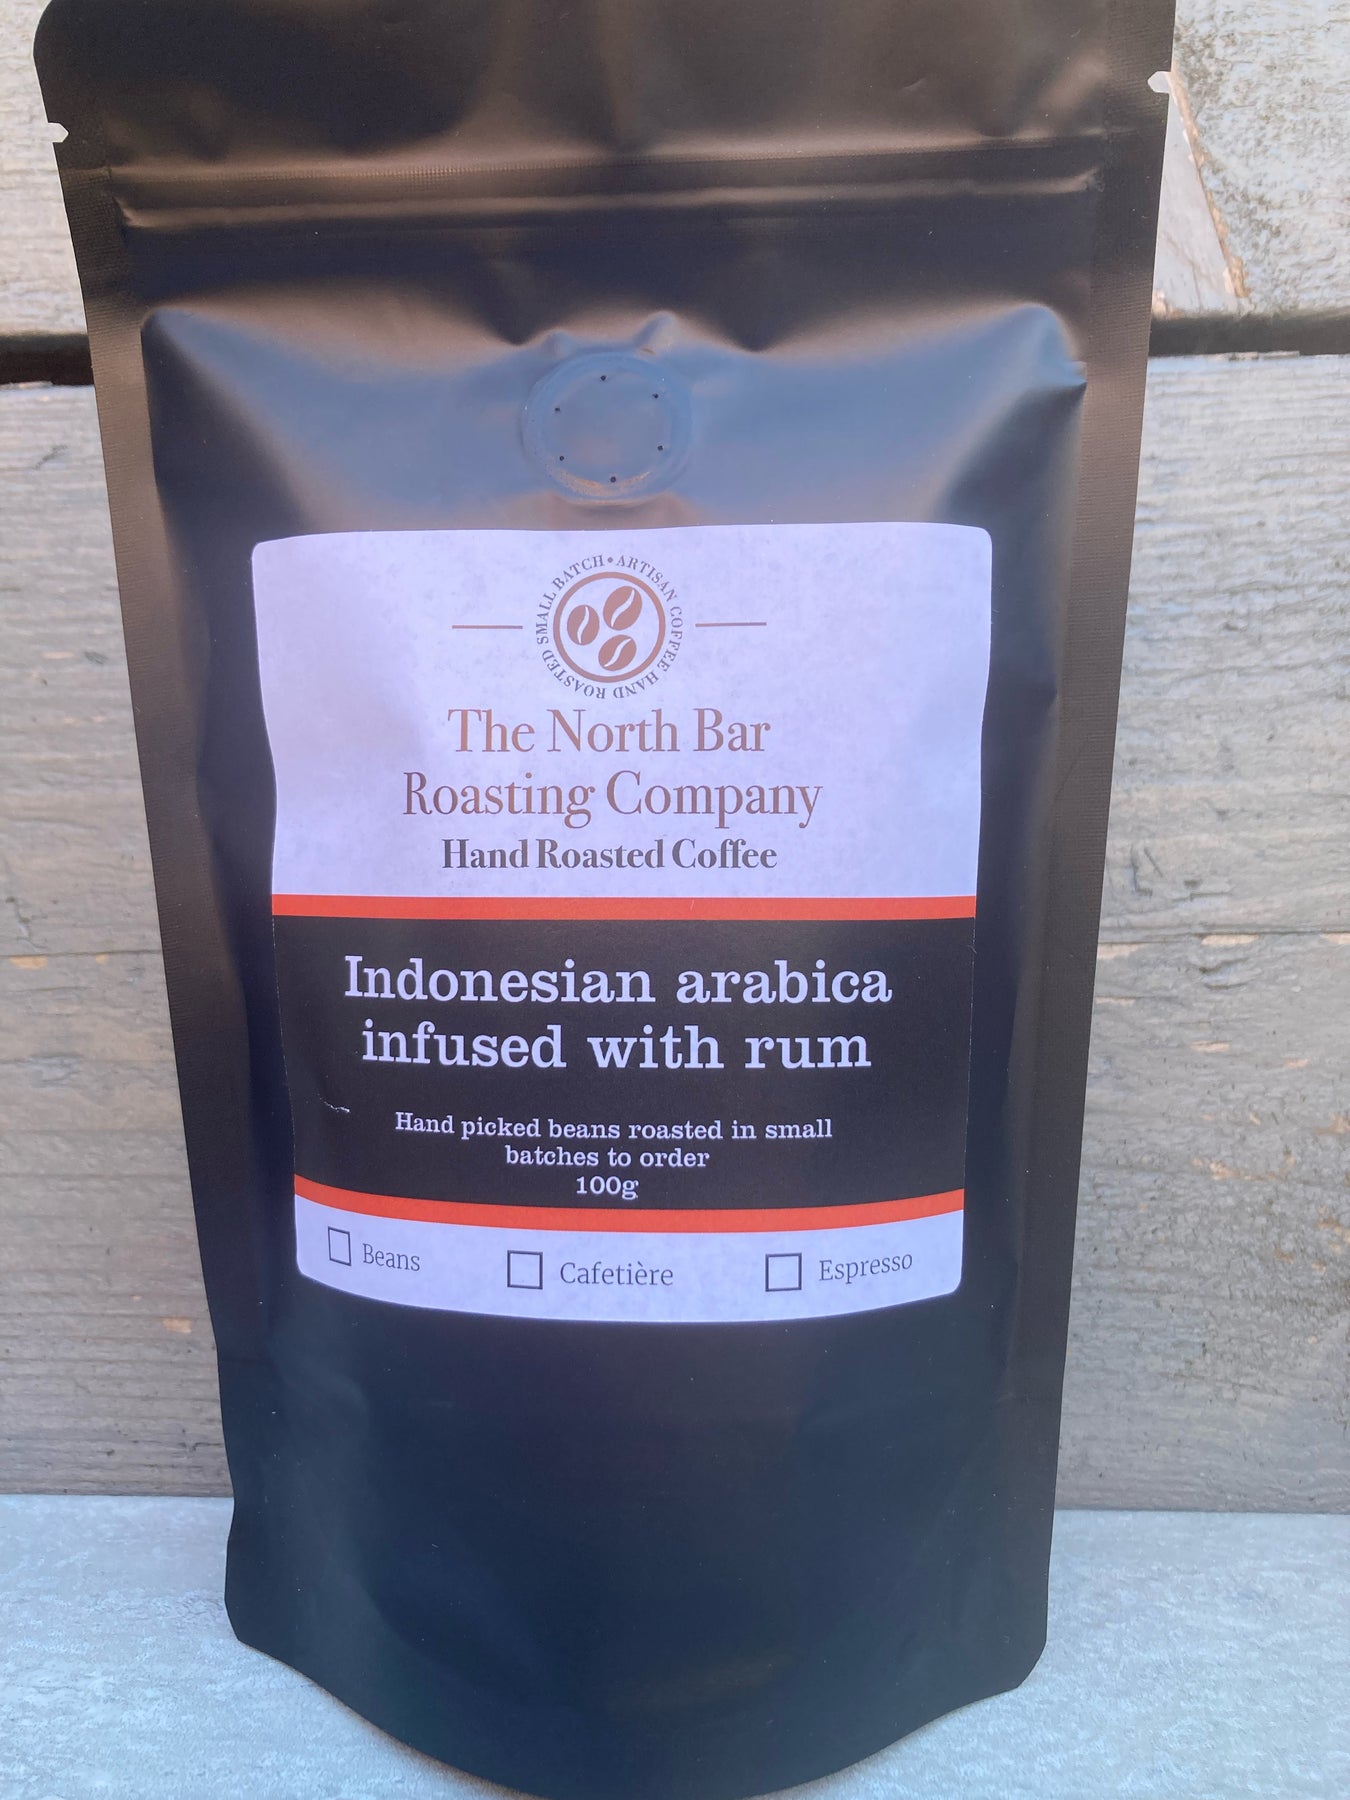 SMALL BATCH • ARTISAN COFFEE HAND ROASTED
The North Bar
Roasting Company
Hand Roasted Coffee
Indonesian arabica
infused with rum
Hand picked beans roasted in small
batches to order
100g
Beans
Cafetière
Espresso